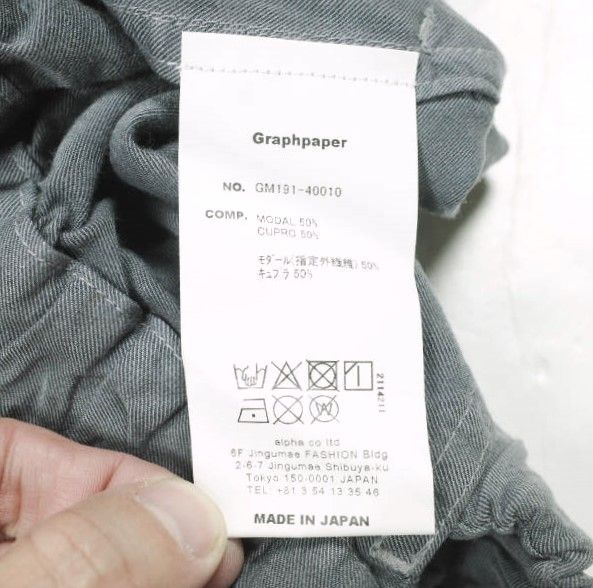 Graphpaper
NO. GM191-40010
COMP. MODAL 50%
CUPRO 50%
モダール(指定外繊維) 50%
キュプラ 50%
2114211
alpha co ltd
6F Jingumae FASHION Bldg
2-6-7 Jingumae Shibuya-ku
Tokyo 150-0001 JAPAN
TEL: +81 3 54 13 35 46
MADE IN JAPAN